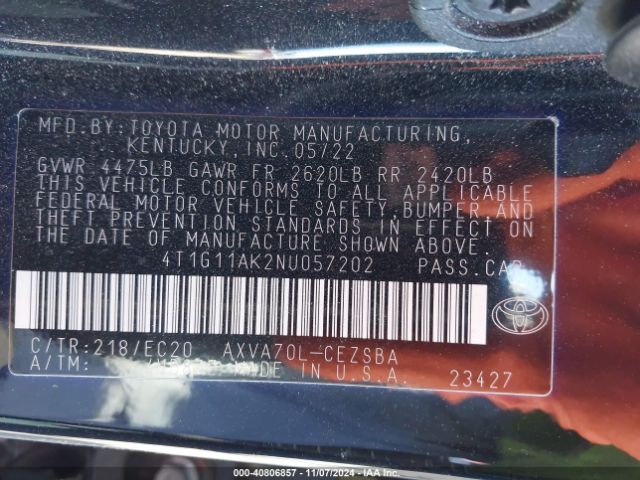 MFD.BY:TOYOTA MOTOR MANUFACTURING,
KENTUCKY,INC.05/22
GVWR 4475LB GAWR FR 2620LB RR 2420LB
THIS VEHICLE CONFORMS TO ALL APPLICABLE
FEDERAL MOTOR VEHICLE SAFETY,BUMPER,AND
THEFT PREVENTION STANDARDS IN EFFECT ON
THE DATE OF MANUFACTURE SHOWN ABOVE.
4T1G11AK2NU057202 PASS.CAR
C/TR:218/EC20 AXVA70L-CEZSBA
A/TM: MADE IN U.S.A. 23427
TOYOTA
000-40806857 - 11/07/2024 - IAA Inc.